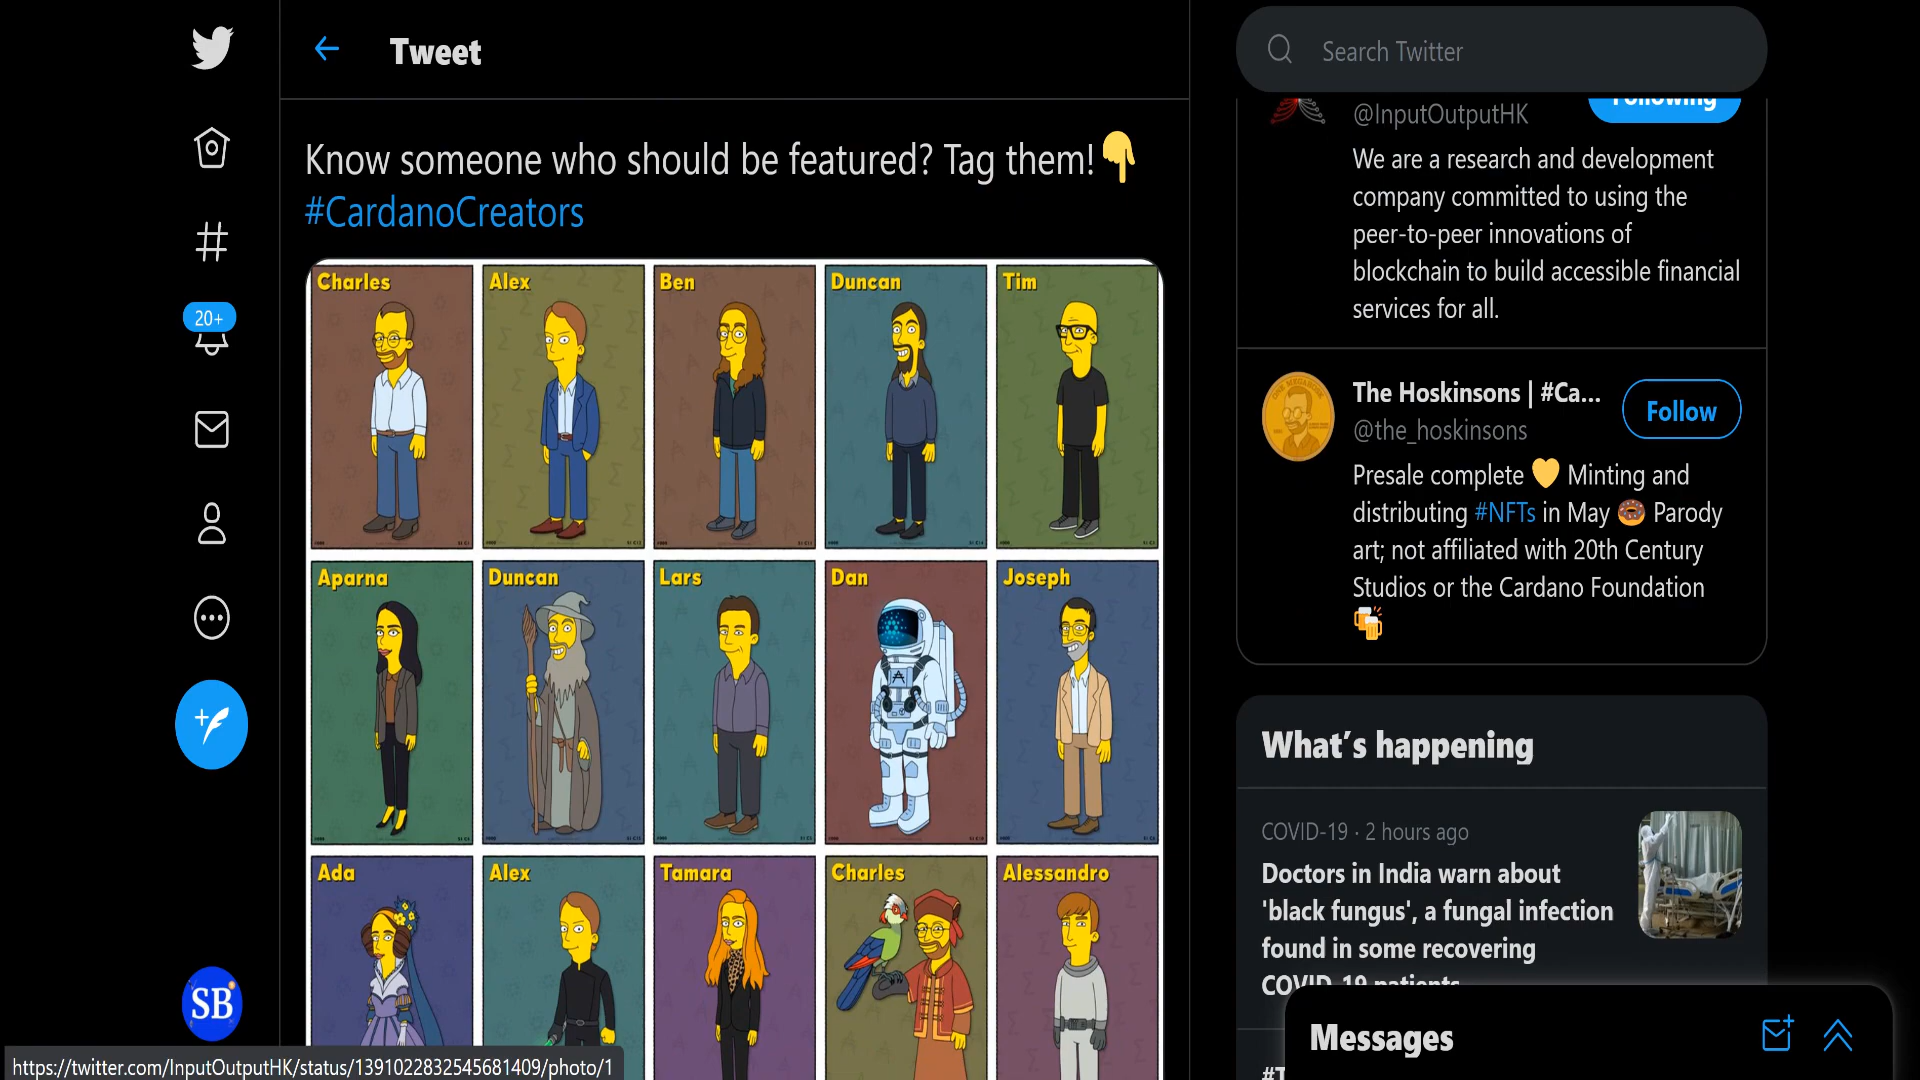 Tweet
Know someone who should be featured? Tag them!
#CardanoCreators
Charles
Alex
Ben
Duncan
Tim
Aparna
Duncan
Lars
Dan
Joseph
Ada
Alex
Tamara
Charles
Alessandro
20+
SB
https://twitter.com/InputOutputHK/status/1391022832545681409/photo/1
Search Twitter
Following
@InputOutputHK
We are a research and development
company committed to using the
peer-to-peer innovations of
blockchain to build accessible financial
services for all.
The Hoskinsons | #Ca...
Follow
@the_hoskinsons
Presale complete 💛 Minting and
distributing #NFTs in May 🍩 Parody
art; not affiliated with 20th Century
Studios or the Cardano Foundation
🍻
What's happening
COVID-19 · 2 hours ago
Doctors in India warn about
'black fungus', a fungal infection
found in some recovering
COVID-19 patients
Messages